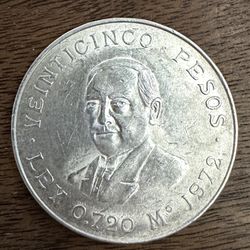 VEINTICINCO · PESOS ·
LEY 0.720 Mº 1972